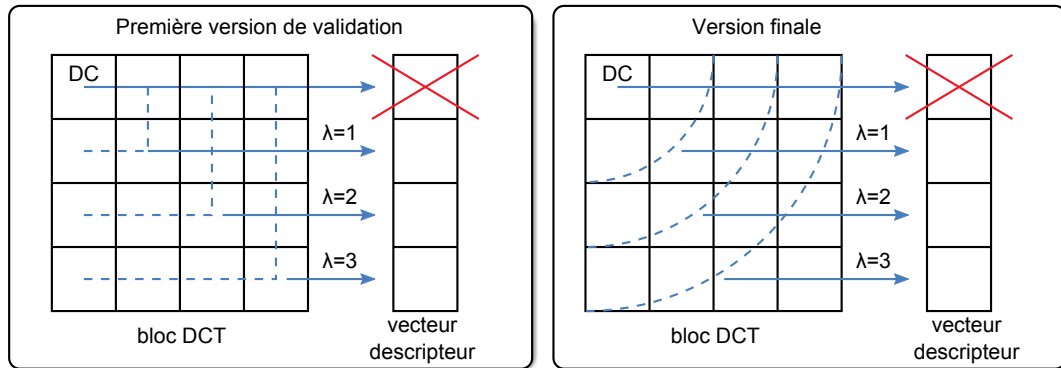 Première version de validation
DC
λ=1
λ=2
λ=3
bloc DCT
vecteur
descripteur
Version finale
DC
λ=1
λ=2
λ=3
bloc DCT
vecteur
descripteur